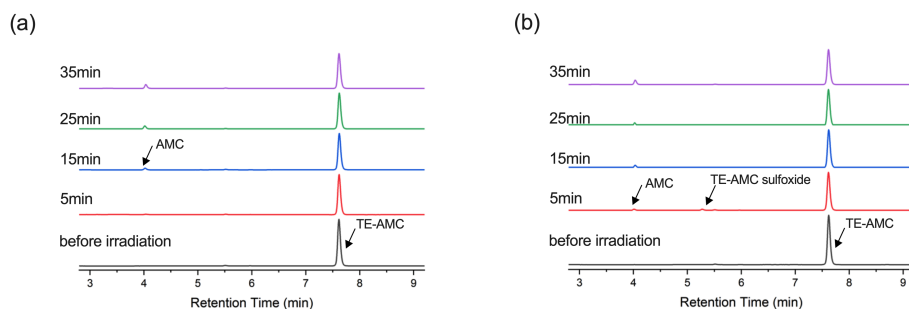 (a)
35min
25min
AMC
15min
5min
TE-AMC
before irradiation
3 4 5 6 7 8 9
Retention Time (min)
(b)
35min
25min
15min
AMC
TE-AMC sulfoxide
5min
TE-AMC
before irradiation
3 4 5 6 7 8 9
Retention Time (min)